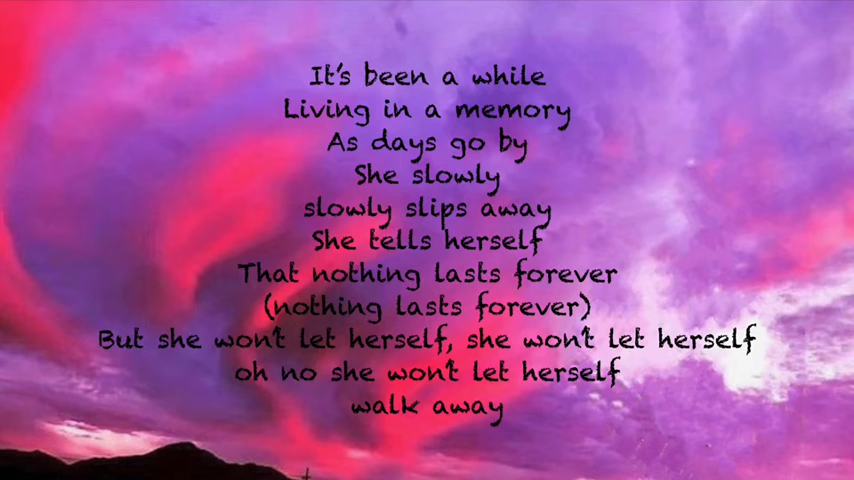 It's been a while
Living in a memory
As days go by
She slowly
slowly slips away
She tells herself
That nothing lasts forever
(nothing lasts forever)
But she won't let herself, she won't let herself
oh no she won't let herself
walk away